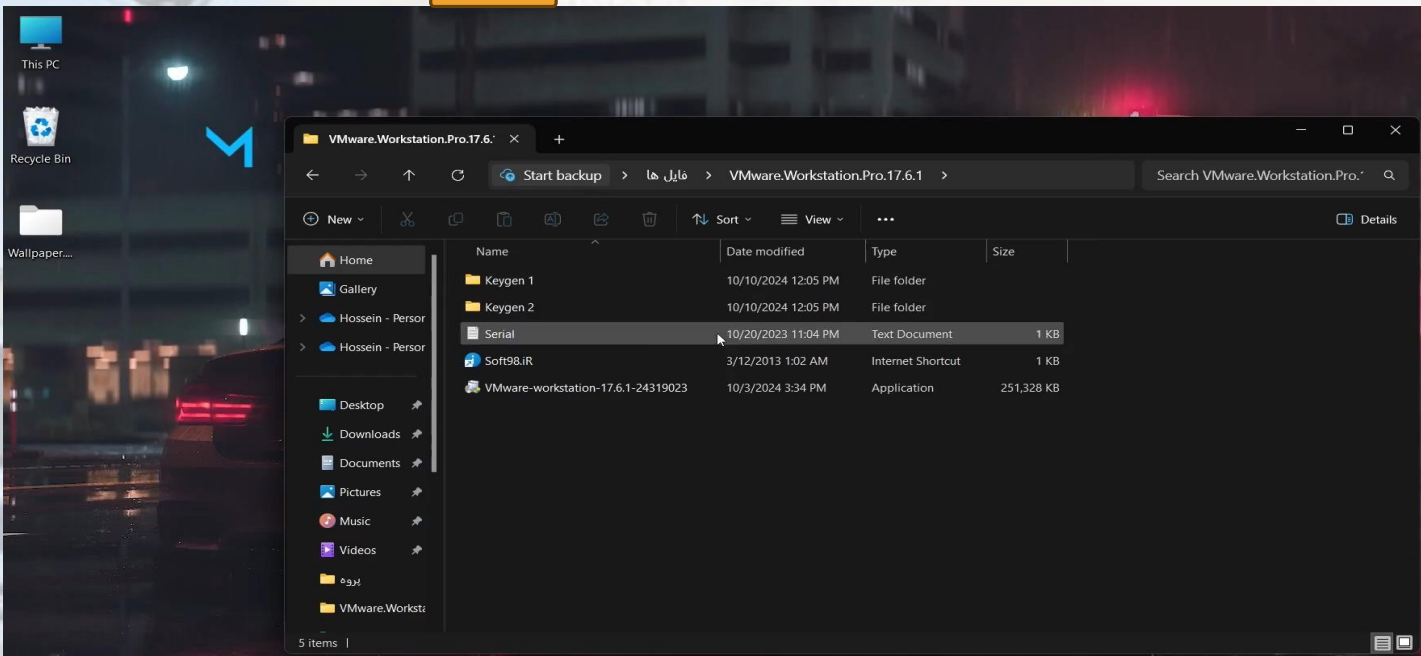 This PC
Recycle Bin
Wallpaper....
VMware.Workstation.Pro.17.6.
Start backup > فایل ها > VMware.Workstation.Pro.17.6.1 >
Search VMware.Workstation.Pro.
New Sort View ... Details
Name Date modified Type Size
Home
Gallery
Hossein - Persor
Hossein - Persor
Desktop
Downloads
Documents
Pictures
Music
Videos
پروه
VMware.Worksta
Keygen 1 10/10/2024 12:05 PM File folder
Keygen 2 10/10/2024 12:05 PM File folder
Serial 10/20/2023 11:04 PM Text Document 1 KB
Soft98.iR 3/12/2013 1:02 AM Internet Shortcut 1 KB
VMware-workstation-17.6.1-24319023 10/3/2024 3:34 PM Application 251,328 KB
5 items